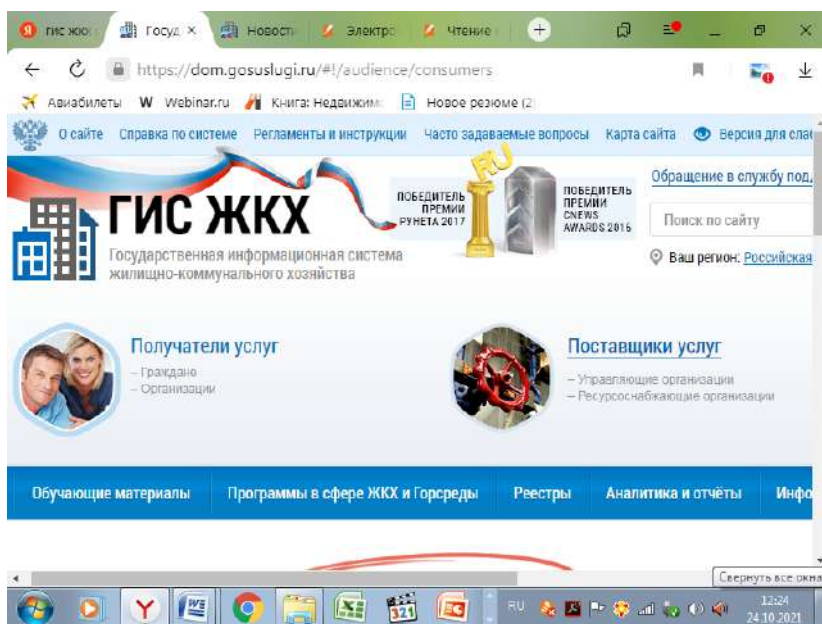 гис жкх
Госуд
Новости
Электро
Чтение
https://dom.gosuslugi.ru/#!/audience/consumers
Авиабилеты W Webinar.ru Книга: Недвижим Новое резюме (2
О сайте Справка по системе Регламенты и инструкции Часто задаваемые вопросы Карта сайта Версия для слаб
Обращение в службу под
ГИС ЖКХ
Государственная информационная система
жилищно-коммунального хозяйства
ПОБЕДИТЕЛЬ
ПРЕМИИ
РУНЕТА 2017
RU
ПОБЕДИТЕЛЬ
ПРЕМИИ
CNEWS
AWARDS 2016
Поиск по сайту
Ваш регион: Российская
Получатели услуг
– Граждане
– Организации
Поставщики услуг
– Управляющие организации
– Ресурсоснабжающие организации
Обучающие материалы Программы в сфере ЖКХ и Горсреды Реестры Аналитика и отчёты Инфо
Свернуть все окна
321
RU
12:24
24.10.2021